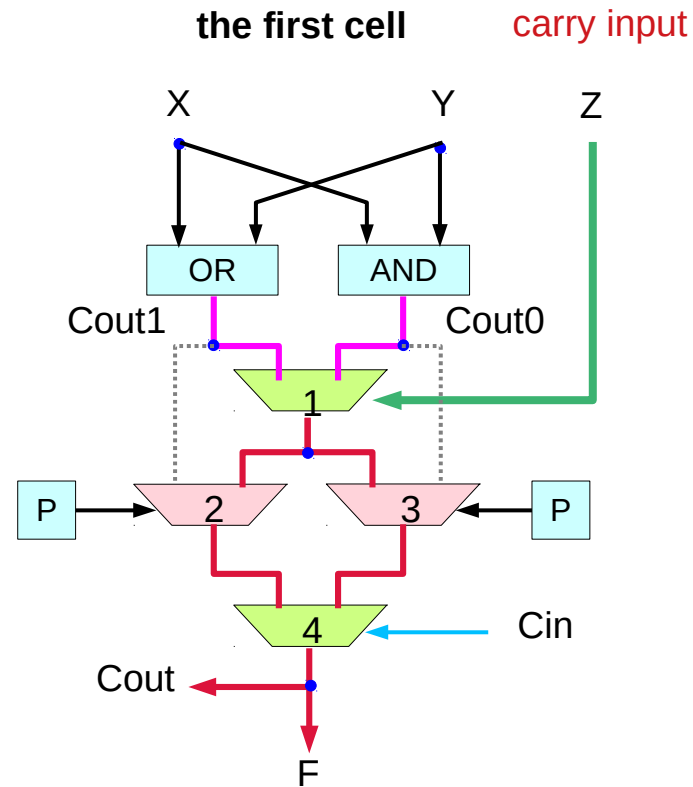 the first cell
carry input
X
Y
Z
OR
AND
Cout1
Cout0
1
P
2
3
P
4
Cin
Cout
F